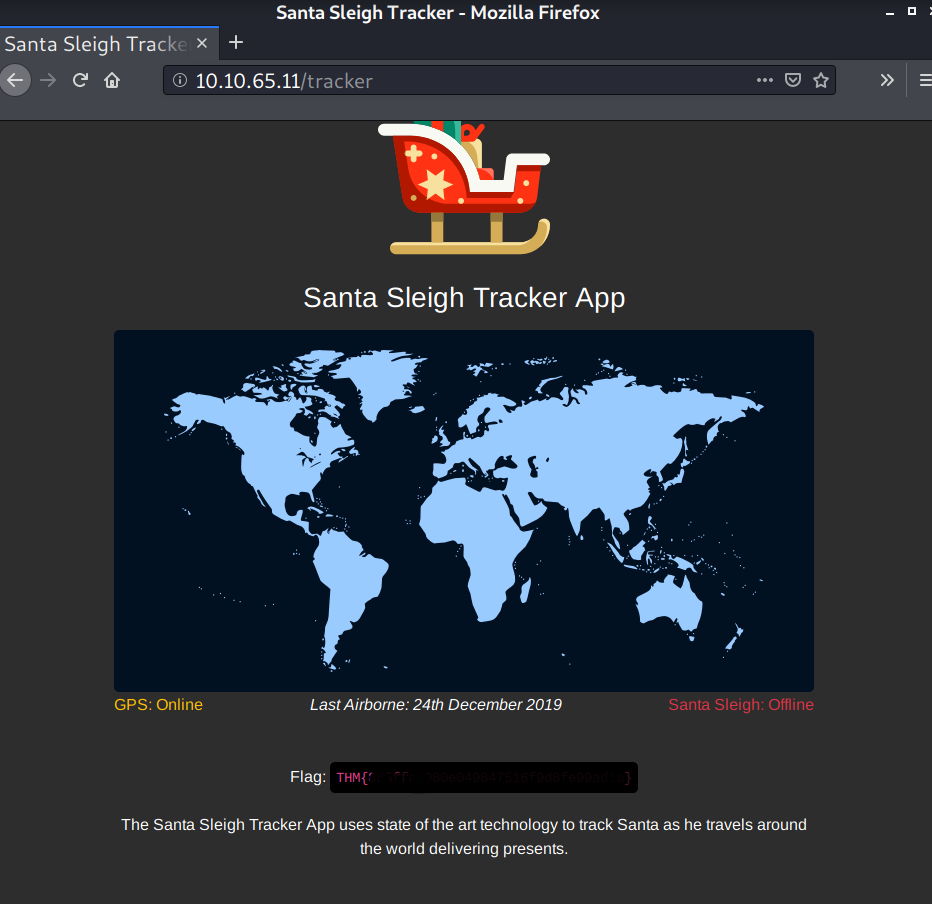 Santa Sleigh Tracker - Mozilla Firefox
Santa Sleigh Tracke
10.10.65.11/tracker
Santa Sleigh Tracker App
GPS: Online Last Airborne: 24th December 2019 Santa Sleigh: Offline
Flag: THM{
The Santa Sleigh Tracker App uses state of the art technology to track Santa as he travels around
the world delivering presents.